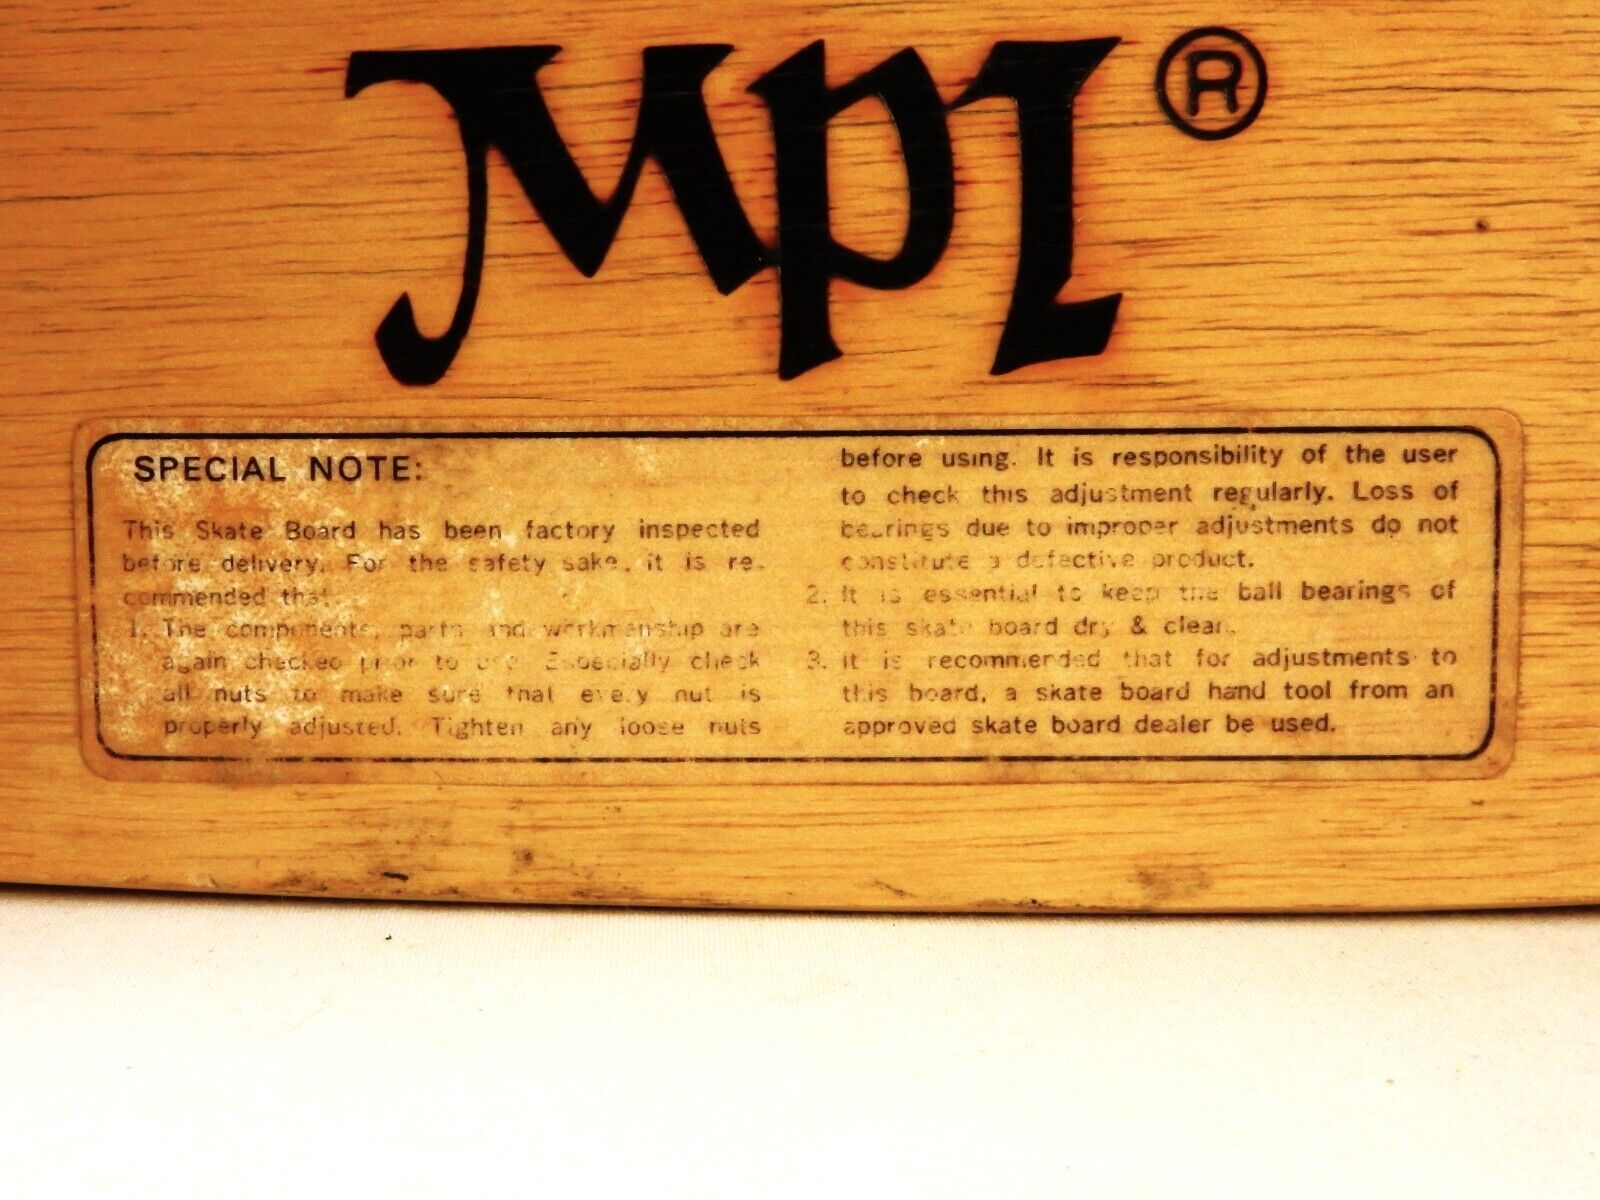 MPI ®
SPECIAL NOTE:
This Skate Board has been factory inspected
before delivery. For the safety sake, it is re-
commended that
1. The components, parts and workmanship are
again checked prior to use. Especially check
all nuts to make sure that every nut is
properly adjusted. Tighten any loose nuts
before using. It is responsibility of the user
to check this adjustment regularly. Loss of
bearings due to improper adjustments do not
constitute a defective product.
2. It is essential to keep the ball bearings of
this skate board dry & clean.
3. It is recommended that for adjustments to
this board, a skate board hand tool from an
approved skate board dealer be used.